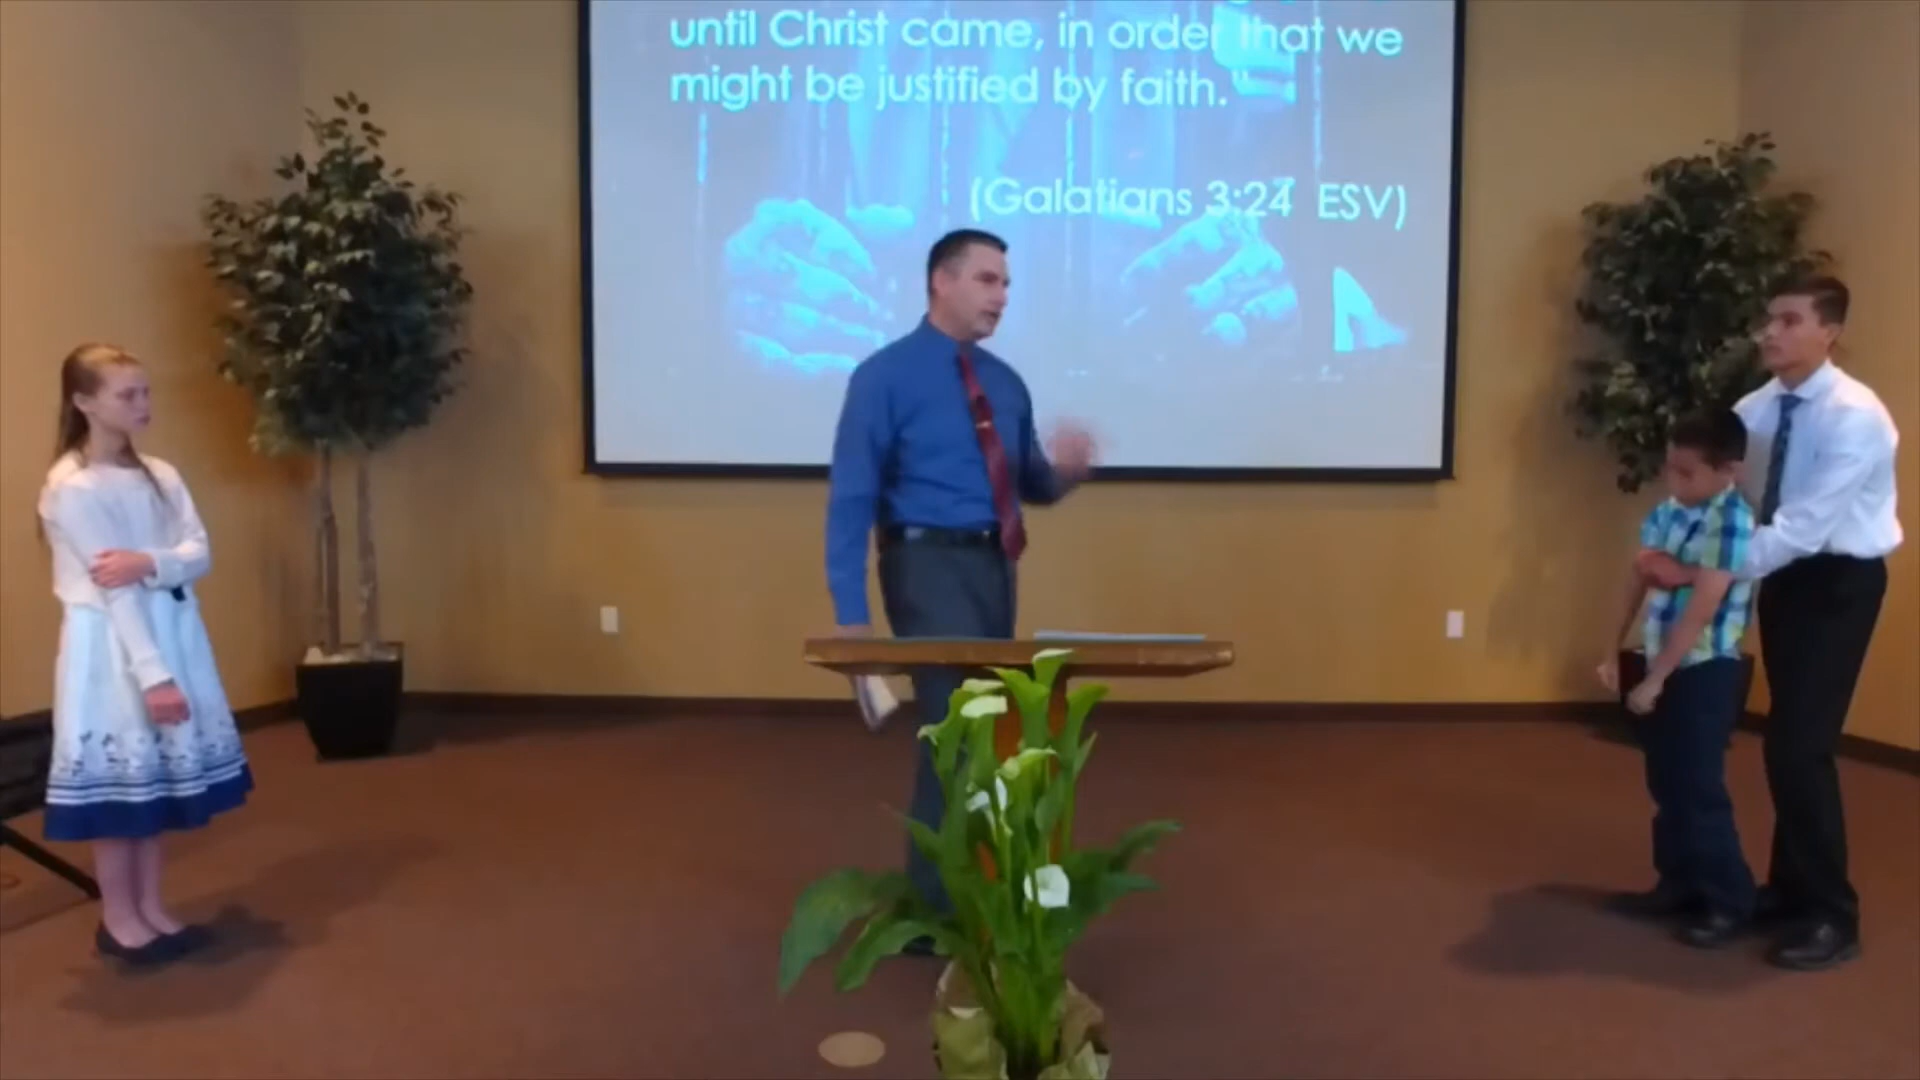 until Christ came, in order that we
might be justified by faith."
(Galatians 3:24 ESV)